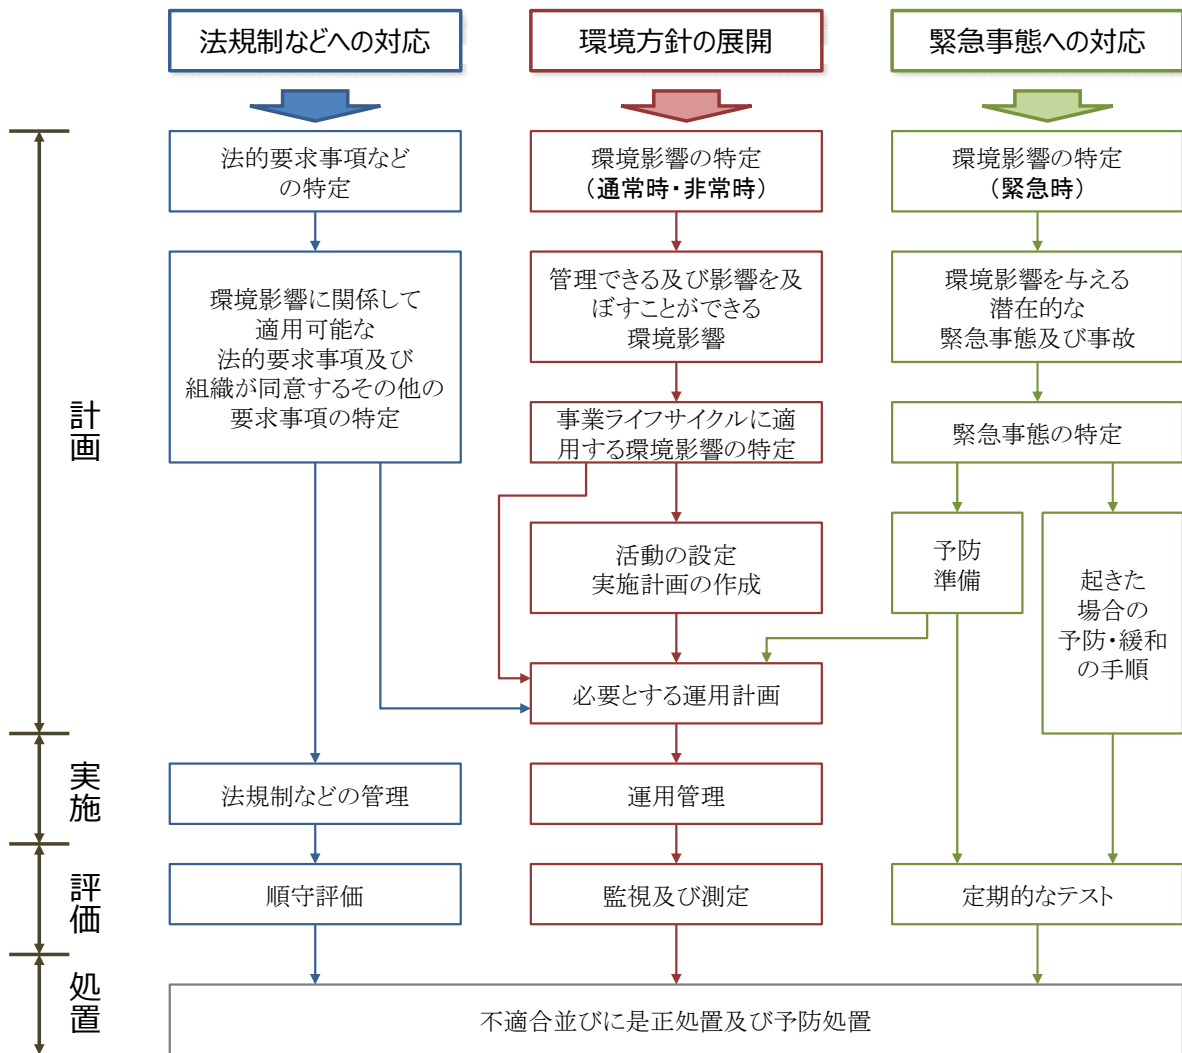 法規制などへの対応
環境方針の展開
緊急事態への対応
計画
実施
評価
処置
法的要求事項など
の特定
環境影響に関係して
適用可能な
法的要求事項及び
組織が同意するその他の
要求事項の特定
法規制などの管理
順守評価
環境影響の特定
（通常時・非常時）
管理できる及び影響を及
ぼすことができる
環境影響
事業ライフサイクルに適
用する環境影響の特定
活動の設定
実施計画の作成
必要とする運用計画
運用管理
監視及び測定
環境影響の特定
（緊急時）
環境影響を与える
潜在的な
緊急事態及び事故
緊急事態の特定
予防
準備
起きた
場合の
予防・緩和
の手順
定期的なテスト
不適合並びに是正処置及び予防処置